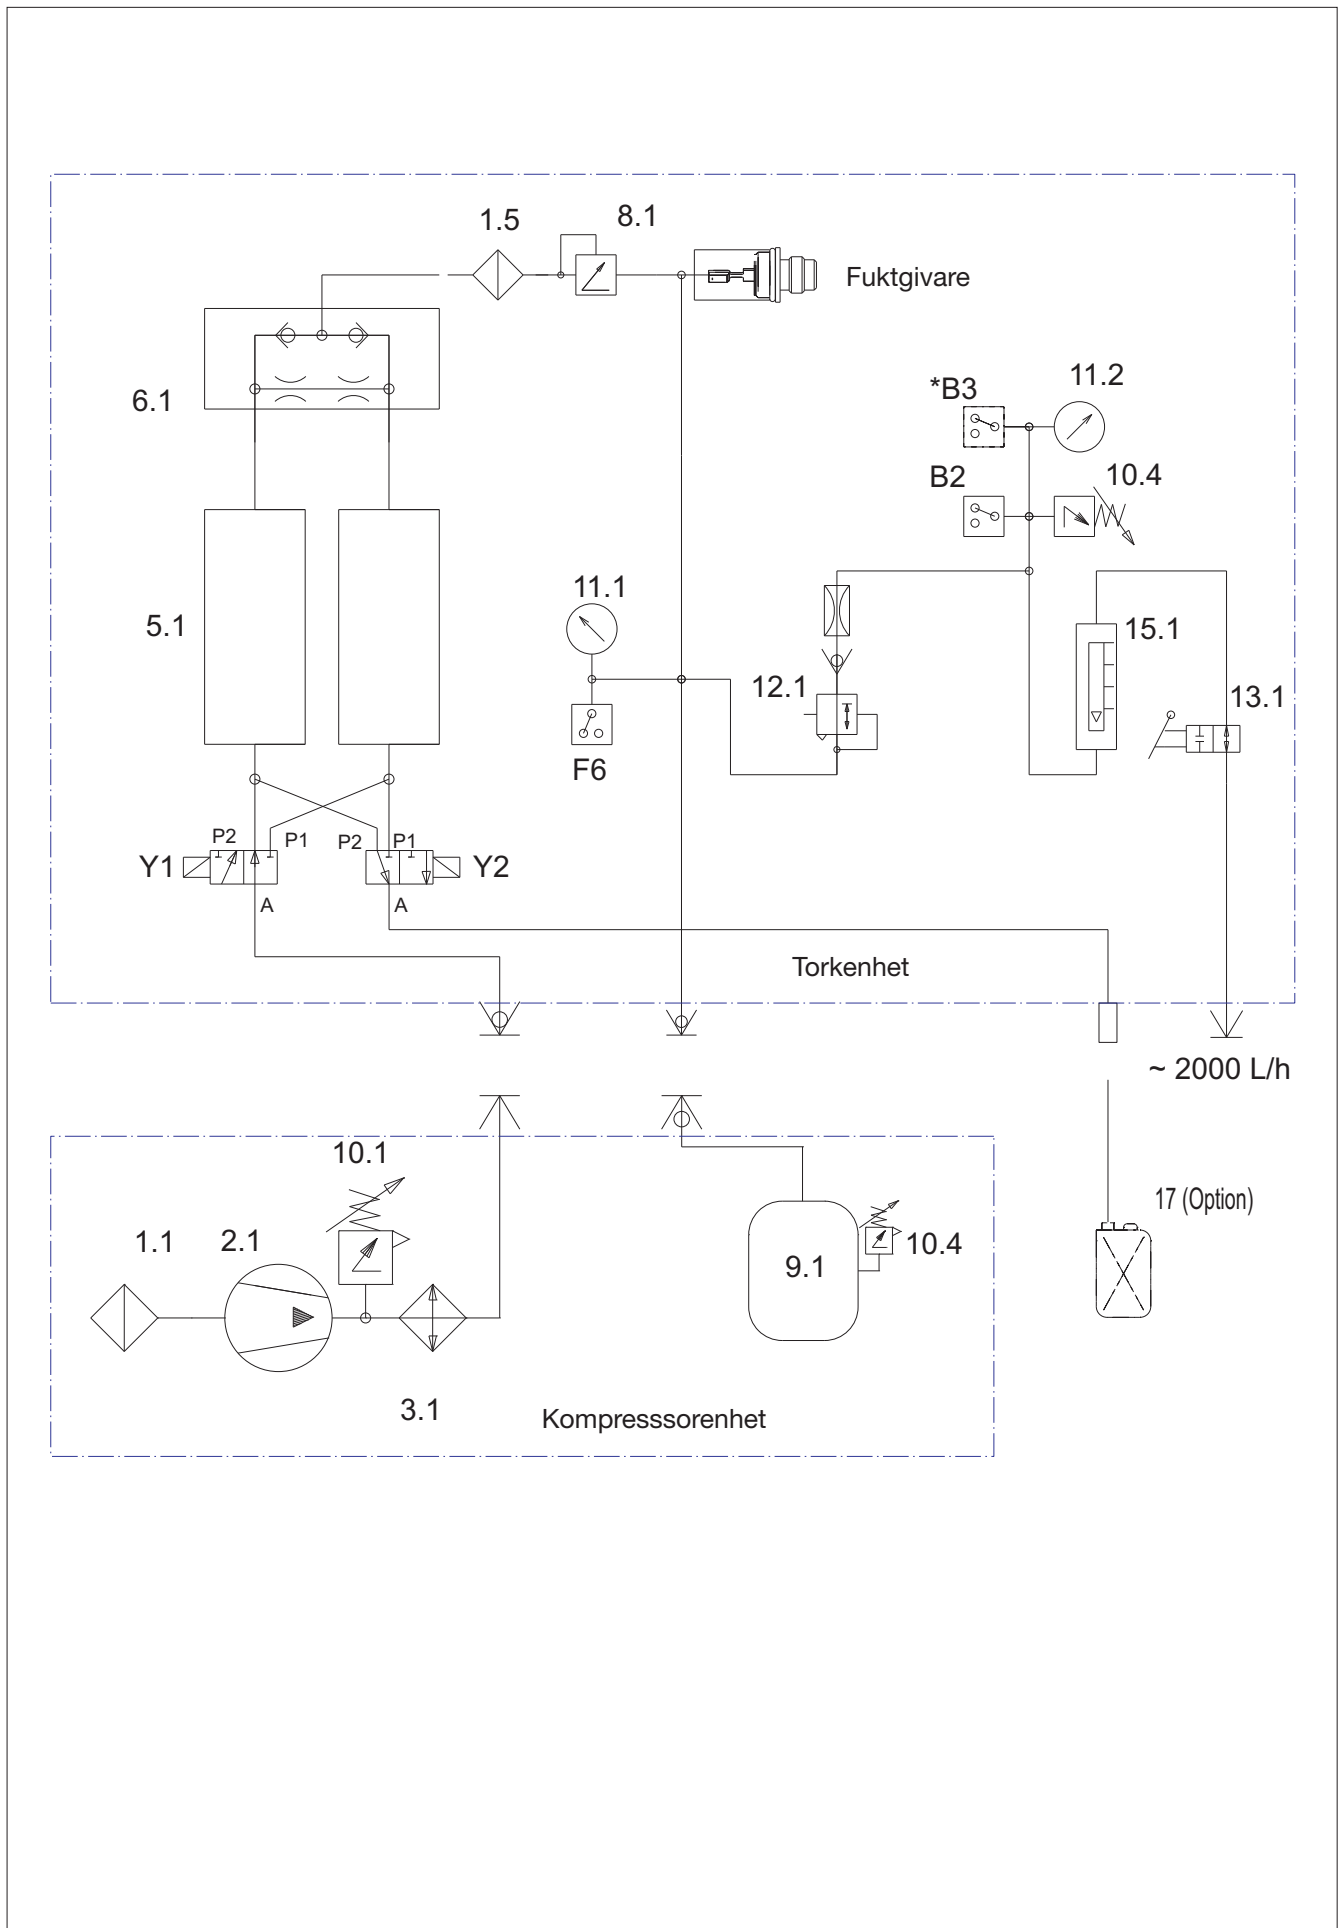 1.5
8.1
Fuktgivare
6.1
*B3
11.2
B2
10.4
11.1
5.1
15.1
12.1
13.1
F6
P2
P1
P2
P1
Y1
Y2
A
A
Torkenhet
~ 2000 L/h
10.1
17 (Option)
1.1
2.1
10.4
9.1
3.1
Kompresssorenhet